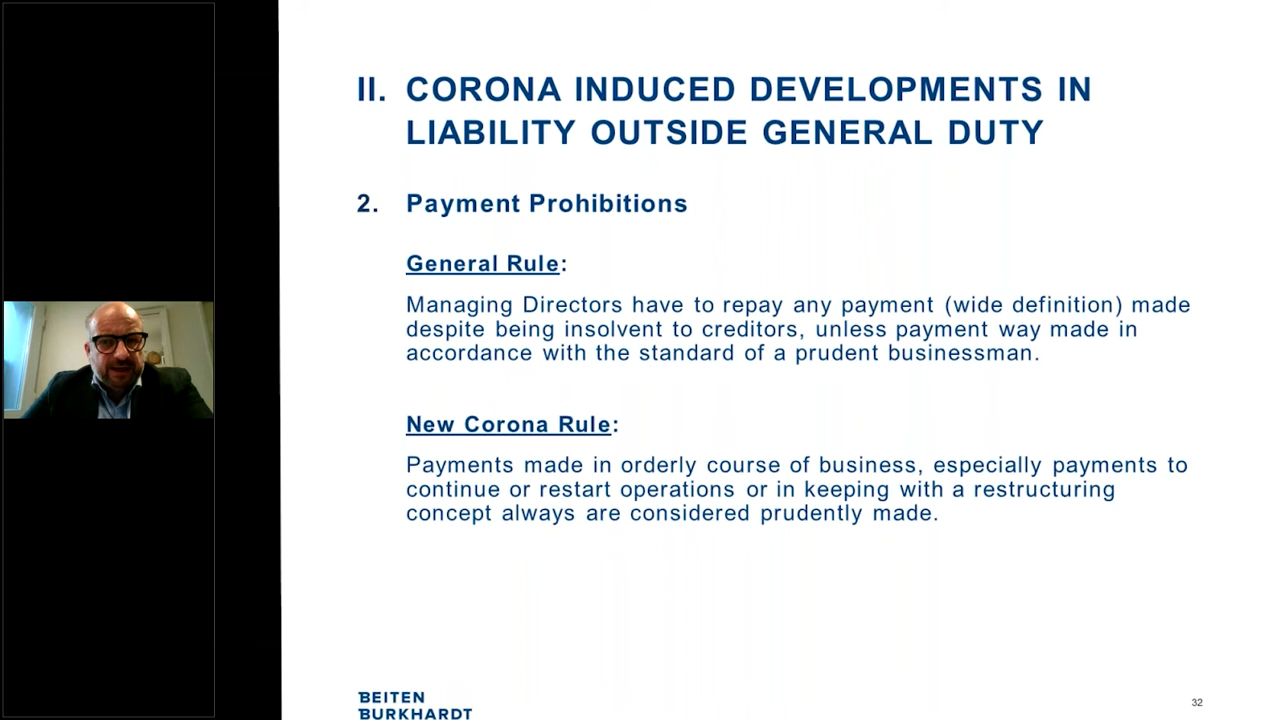 II. CORONA INDUCED DEVELOPMENTS IN
LIABILITY OUTSIDE GENERAL DUTY
2. Payment Prohibitions
General Rule:
Managing Directors have to repay any payment (wide definition) made
despite being insolvent to creditors, unless payment way made in
accordance with the standard of a prudent businessman.
New Corona Rule:
Payments made in orderly course of business, especially payments to
continue or restart operations or in keeping with a restructuring
concept always are considered prudently made.
BEITEN
BURKHARDT
32